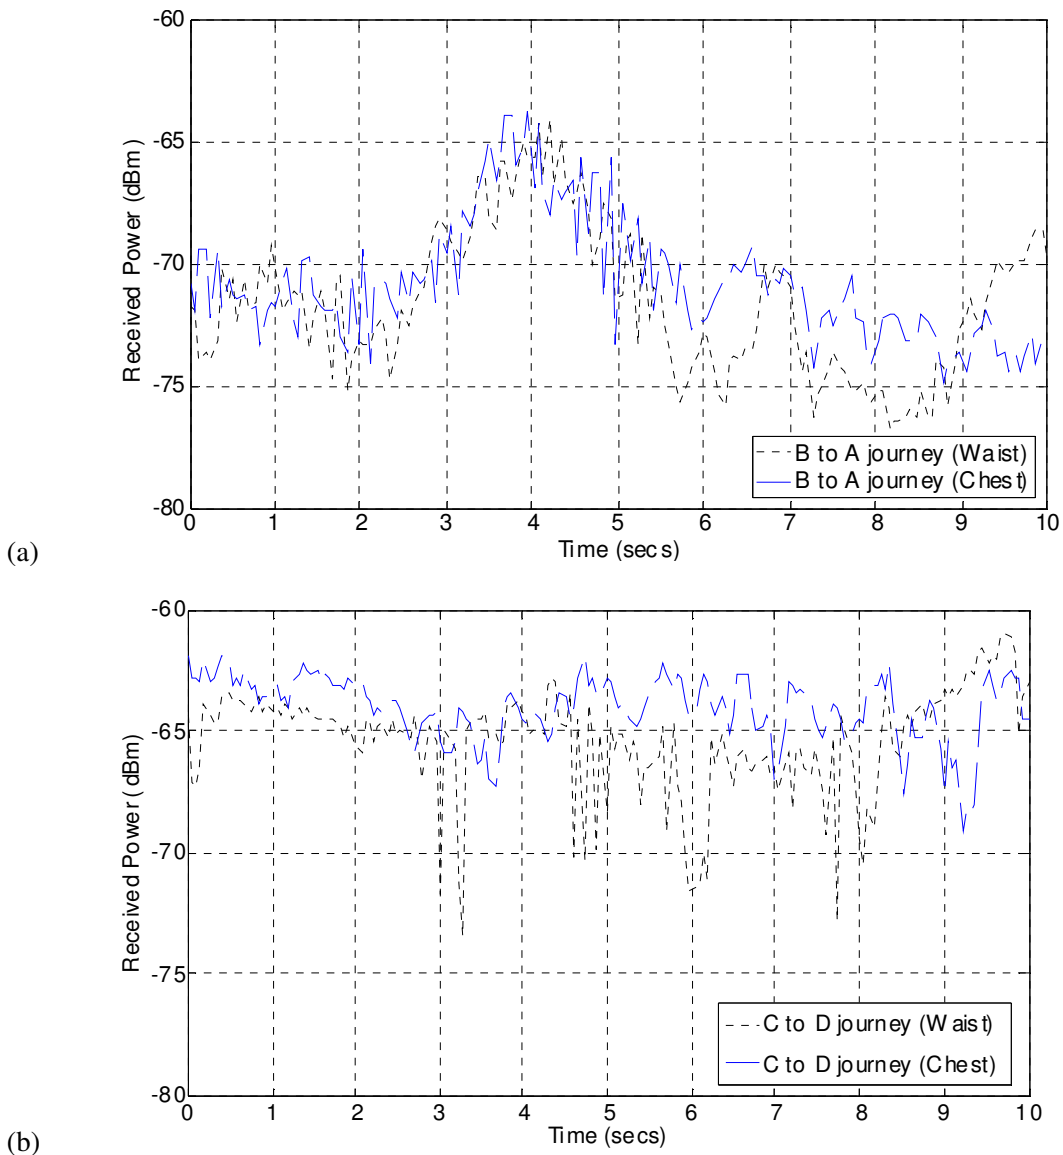 -60
-65
-70
-75
-80
Received Power (dBm)
B to A journey (Waist)
B to A journey (Chest)
0 1 2 3 4 5 6 7 8 9 10
Time (secs)
(a)
-60
-65
-70
-75
-80
Received Power (dBm)
C to D journey (Waist)
C to D journey (Chest)
0 1 2 3 4 5 6 7 8 9 10
Time (secs)
(b)